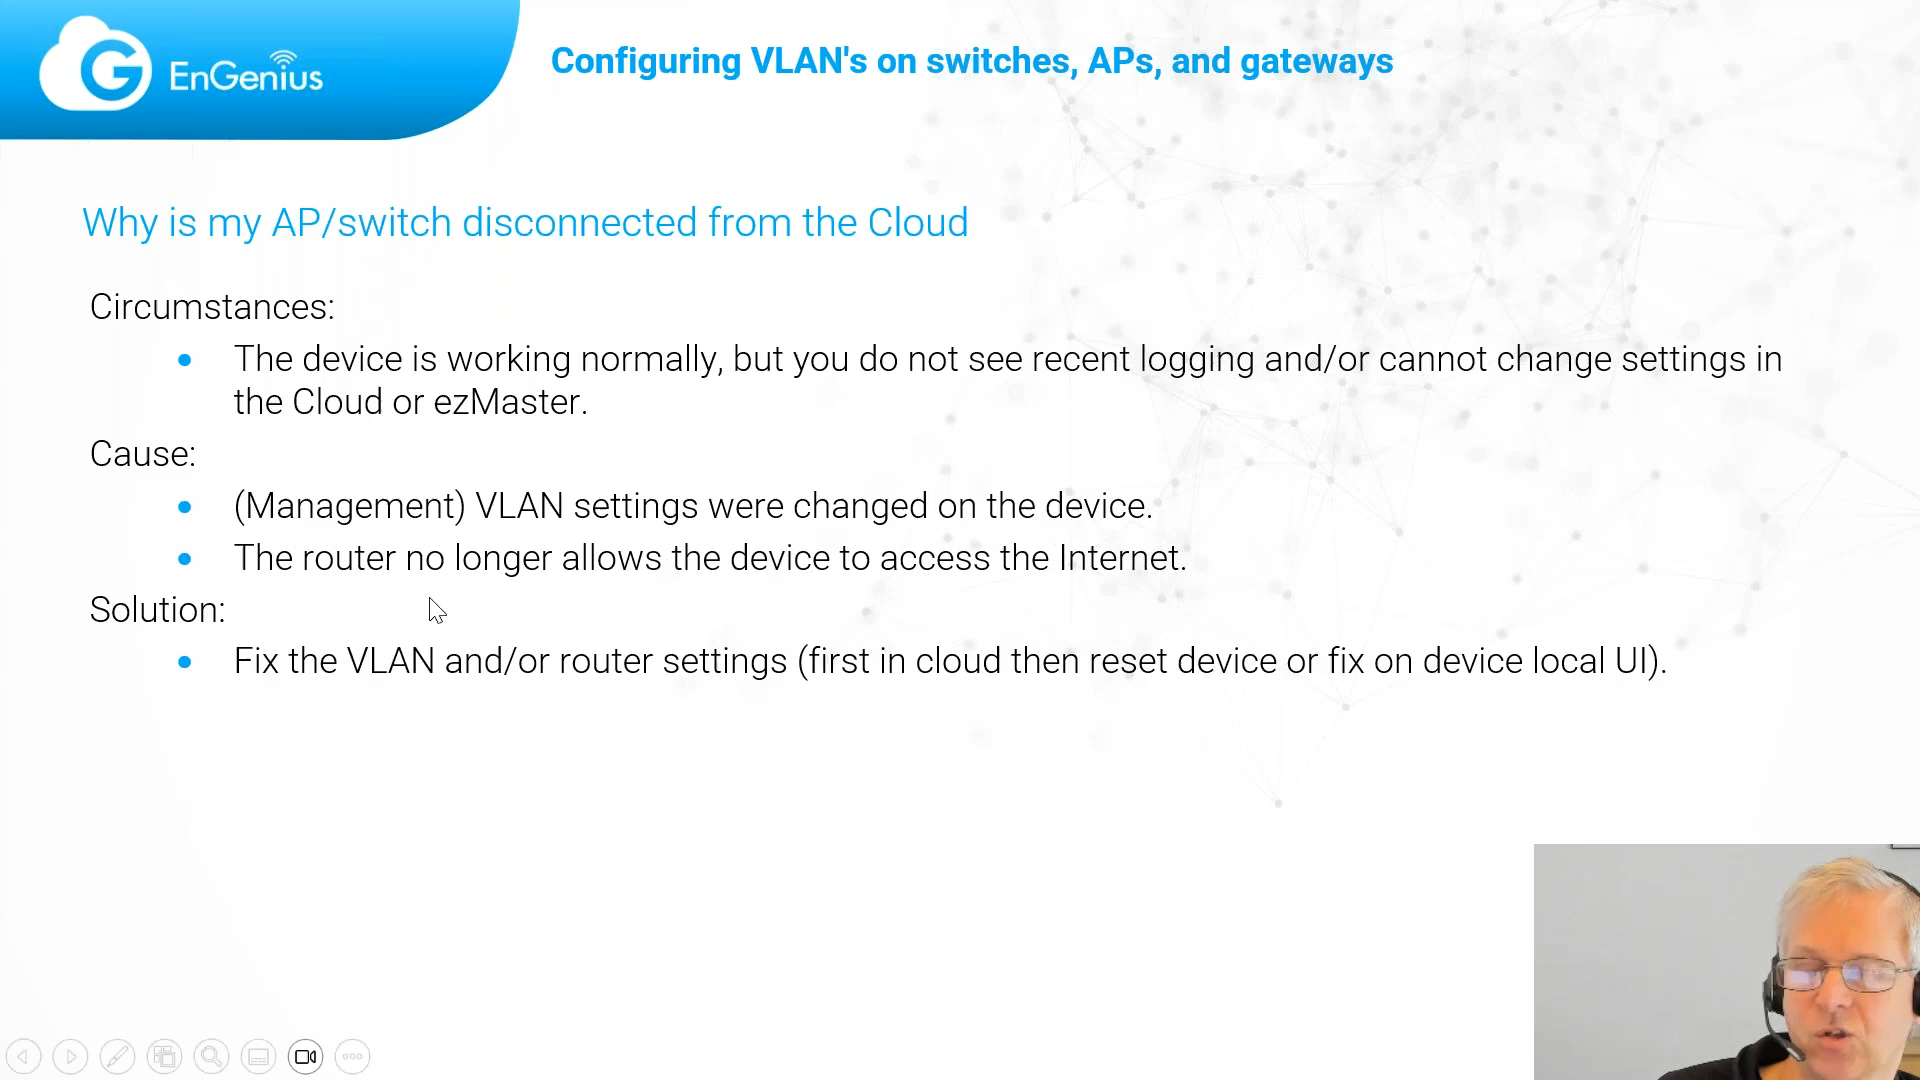 EnGenius
Configuring VLAN's on switches, APs, and gateways
Why is my AP/switch disconnected from the Cloud
Circumstances:
The device is working normally, but you do not see recent logging and/or cannot change settings in
the Cloud or ezMaster.
Cause:
(Management) VLAN settings were changed on the device.
The router no longer allows the device to access the Internet.
Solution:
Fix the VLAN and/or router settings (first in cloud then reset device or fix on device local UI).